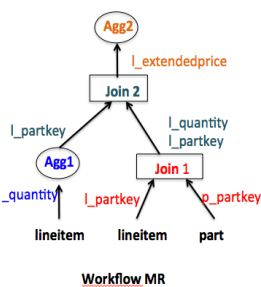 Agg2
l_extendedprice
Join 2
l_partkey
l_quantity
l_partkey
Agg1
Join 1
_quantity
l_partkey
p_partkey
lineitem
lineitem
part
Workflow MR